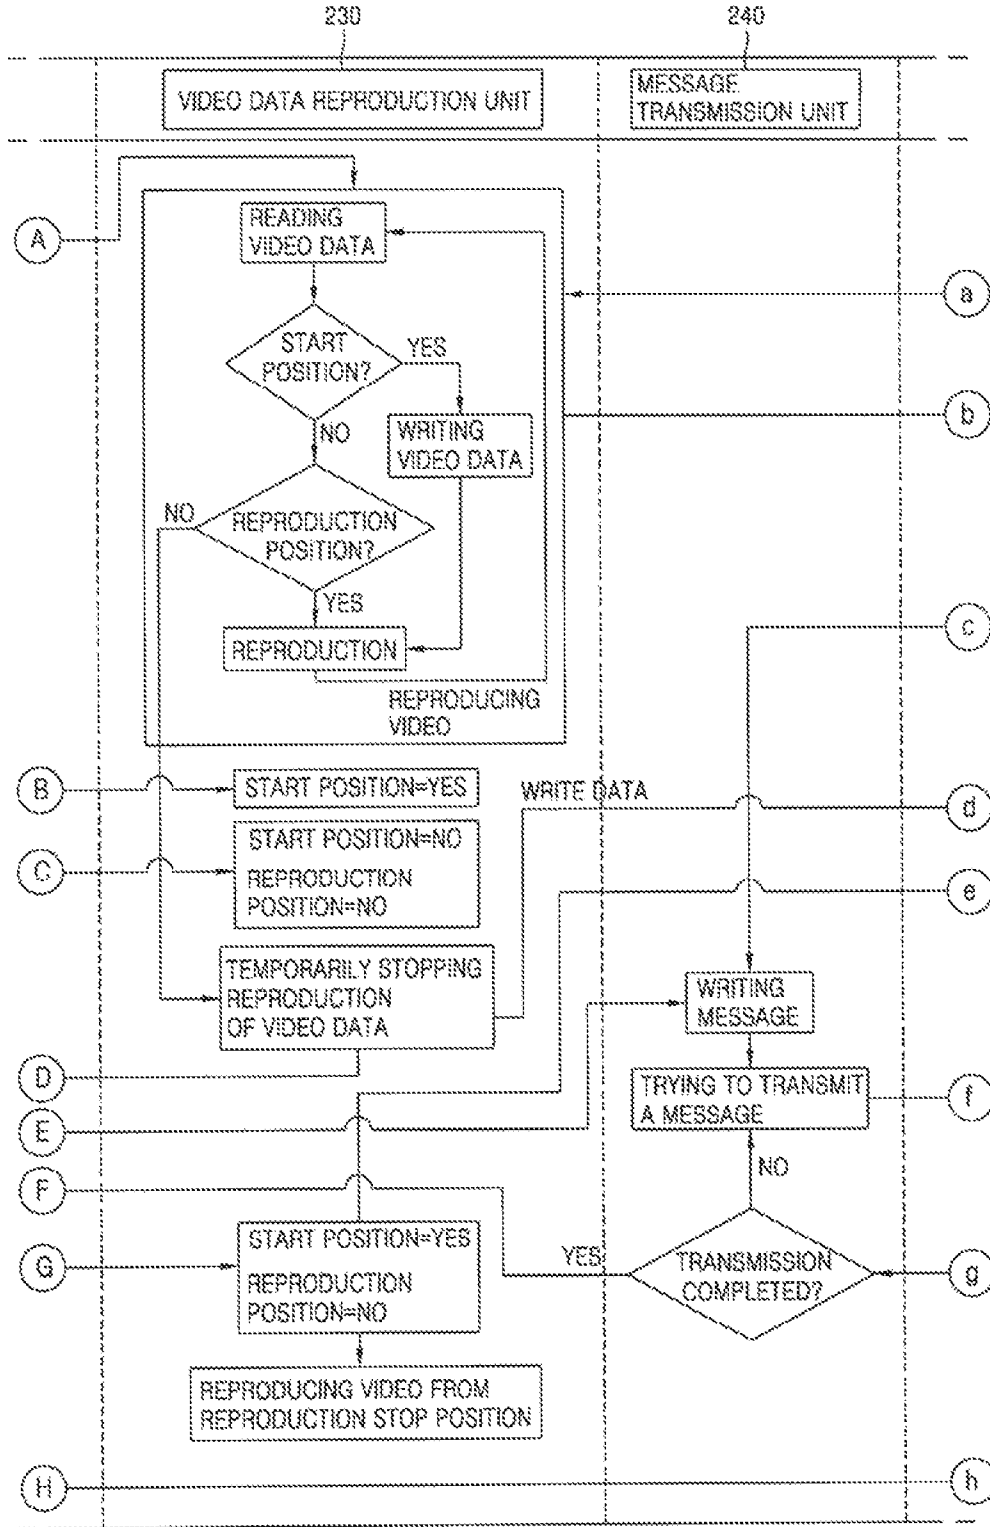 230
240
VIDEO DATA REPRODUCTION UNIT
MESSAGE
TRANSMISSION UNIT
A
READING
VIDEO DATA
a
START
POSITION?
YES
b
NO
WRITING
VIDEO DATA
NO
REPRODUCTION
POSITION?
YES
c
REPRODUCTION
REPRODUCING
VIDEO
B
START POSITION=YES
WRITE DATA
d
C
START POSITION=NO
REPRODUCTION
POSITION=NO
e
TEMPORARILY STOPPING
REPRODUCTION
OF VIDEO DATA
WRITING
MESSAGE
D
TRYING TO TRANSMIT
A MESSAGE
f
E
NO
F
START POSITION=YES
REPRODUCTION
POSITION=NO
G
YES
TRANSMISSION
COMPLETED?
g
REPRODUCING VIDEO FROM
REPRODUCTION STOP POSITION
H
h